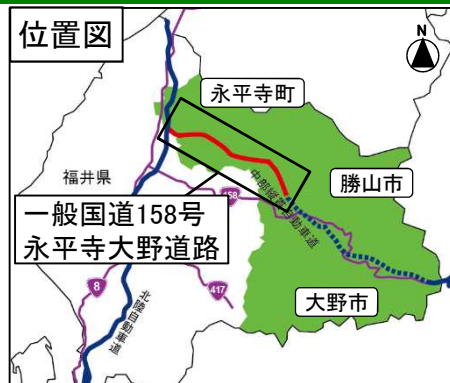 位置図
N
永平寺町
福井県
158
中部縦貫自動車道
勝山市
一般国道158号
永平寺大野道路
8
417
北陸自動車道
大野市